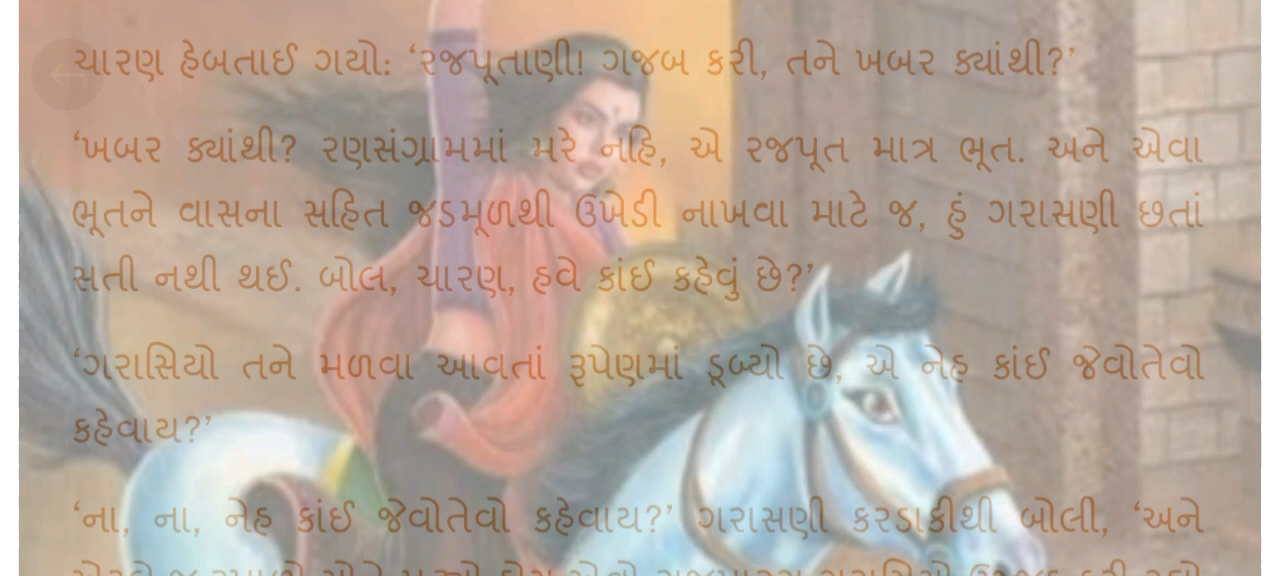 ચારણ હેબતાઈ ગયો: ‘રજપૂતાણી! ગજબ કરી, તને ખબર ક્યાંથી?’
‘ખબર ક્યાંથી? રણસંગ્રામમાં મરે નહિ, એ રજપૂત માત્ર ભૂત. અને એવા
ભૂતને વાસના સહિત જડમૂળથી ઉખેડી નાખવા માટે જ, હું ગરાસણી છતાં
સતી નથી થઈ. બોલ, ચારણ, હવે કાંઈ કહેવું છે?’
‘ગરાસિયો તને મળવા આવતાં રૂપેણમાં ડૂબ્યો છે, એ નેહ કાંઈ જેવોતેવો
કહેવાય?’
‘ના, ના, નેહ કાંઈ જેવોતેવો કહેવાય?’ ગરાસણી કરડાકીથી બોલી, ‘અને